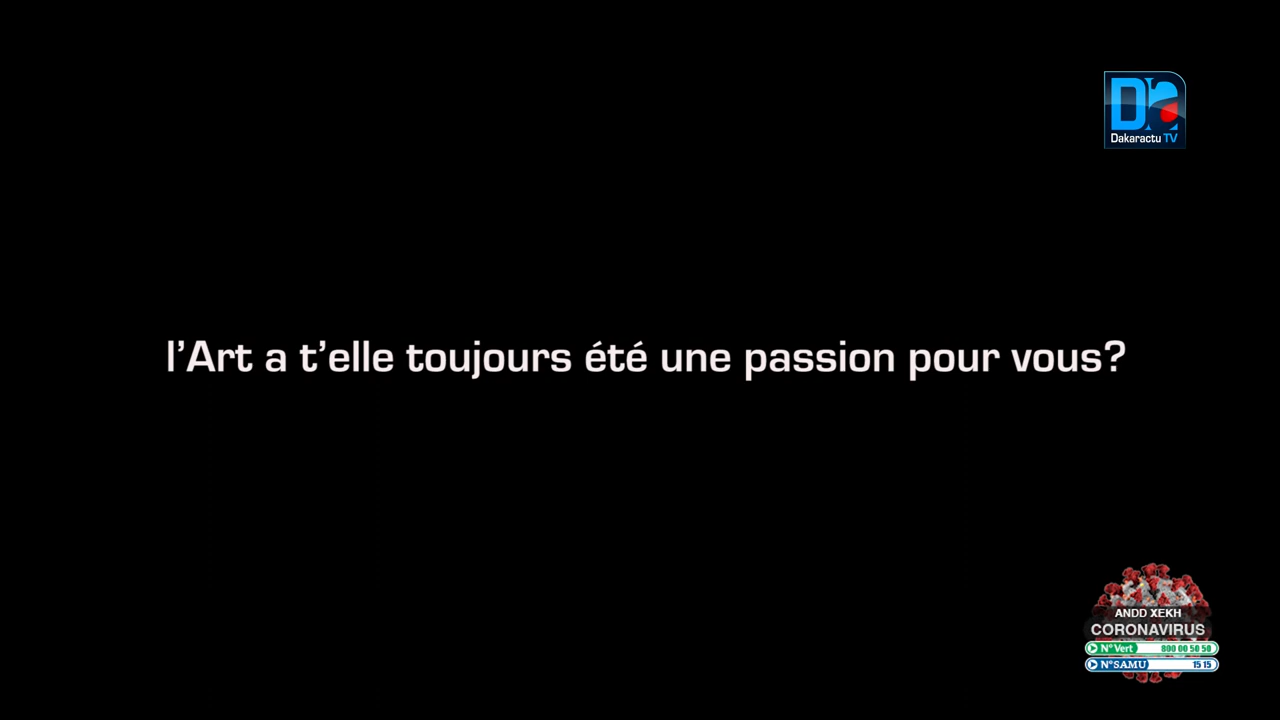 Dakaractu TV
l’Art a t’elle toujours été une passion pour vous?
ANDD XEKH
CORONAVIRUS
N° Vert 800 00 50 50
N°SAMU 15 15